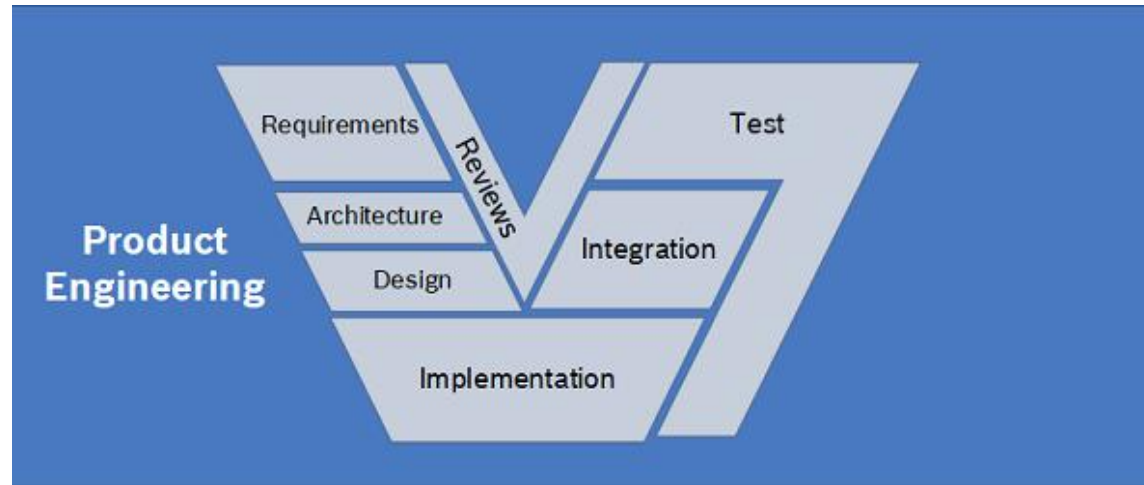 Requirements
Reviews
Test
Architecture
Product
Engineering
Integration
Design
Implementation